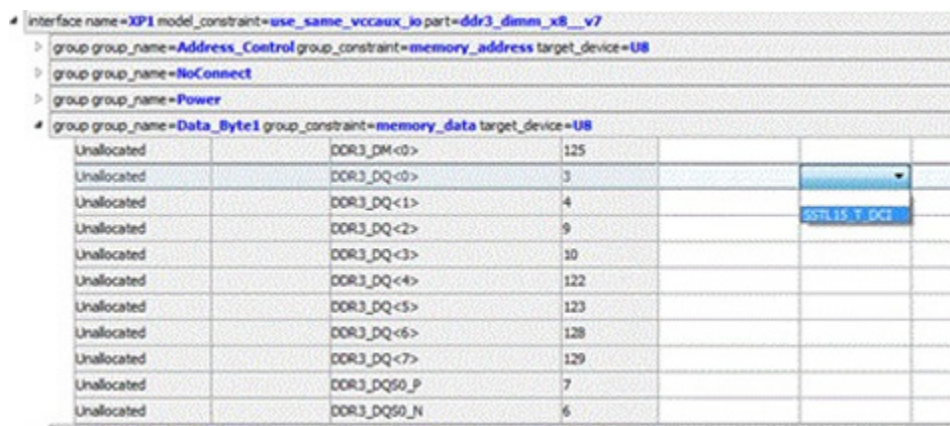 interface name=XP1 model_constraint=use_same_vccaux_io part=ddr3_dimm_x8__v7
group group_name=Address_Control group_constraint=memory_address target_device=U8
group group_name=NoConnect
group group_name=Power
group group_name=Data_Byte1 group_constraint=memory_data target_device=U8
Unallocated DDR3_DM<0> 125
Unallocated DDR3_DQ<0> 3
Unallocated DDR3_DQ<1> 4
SSTL15_T_DCI
Unallocated DDR3_DQ<2> 9
Unallocated DDR3_DQ<3> 10
Unallocated DDR3_DQ<4> 122
Unallocated DDR3_DQ<5> 123
Unallocated DDR3_DQ<6> 128
Unallocated DDR3_DQ<7> 129
Unallocated DDR3_DQS0_P 7
Unallocated DDR3_DQS0_N 6